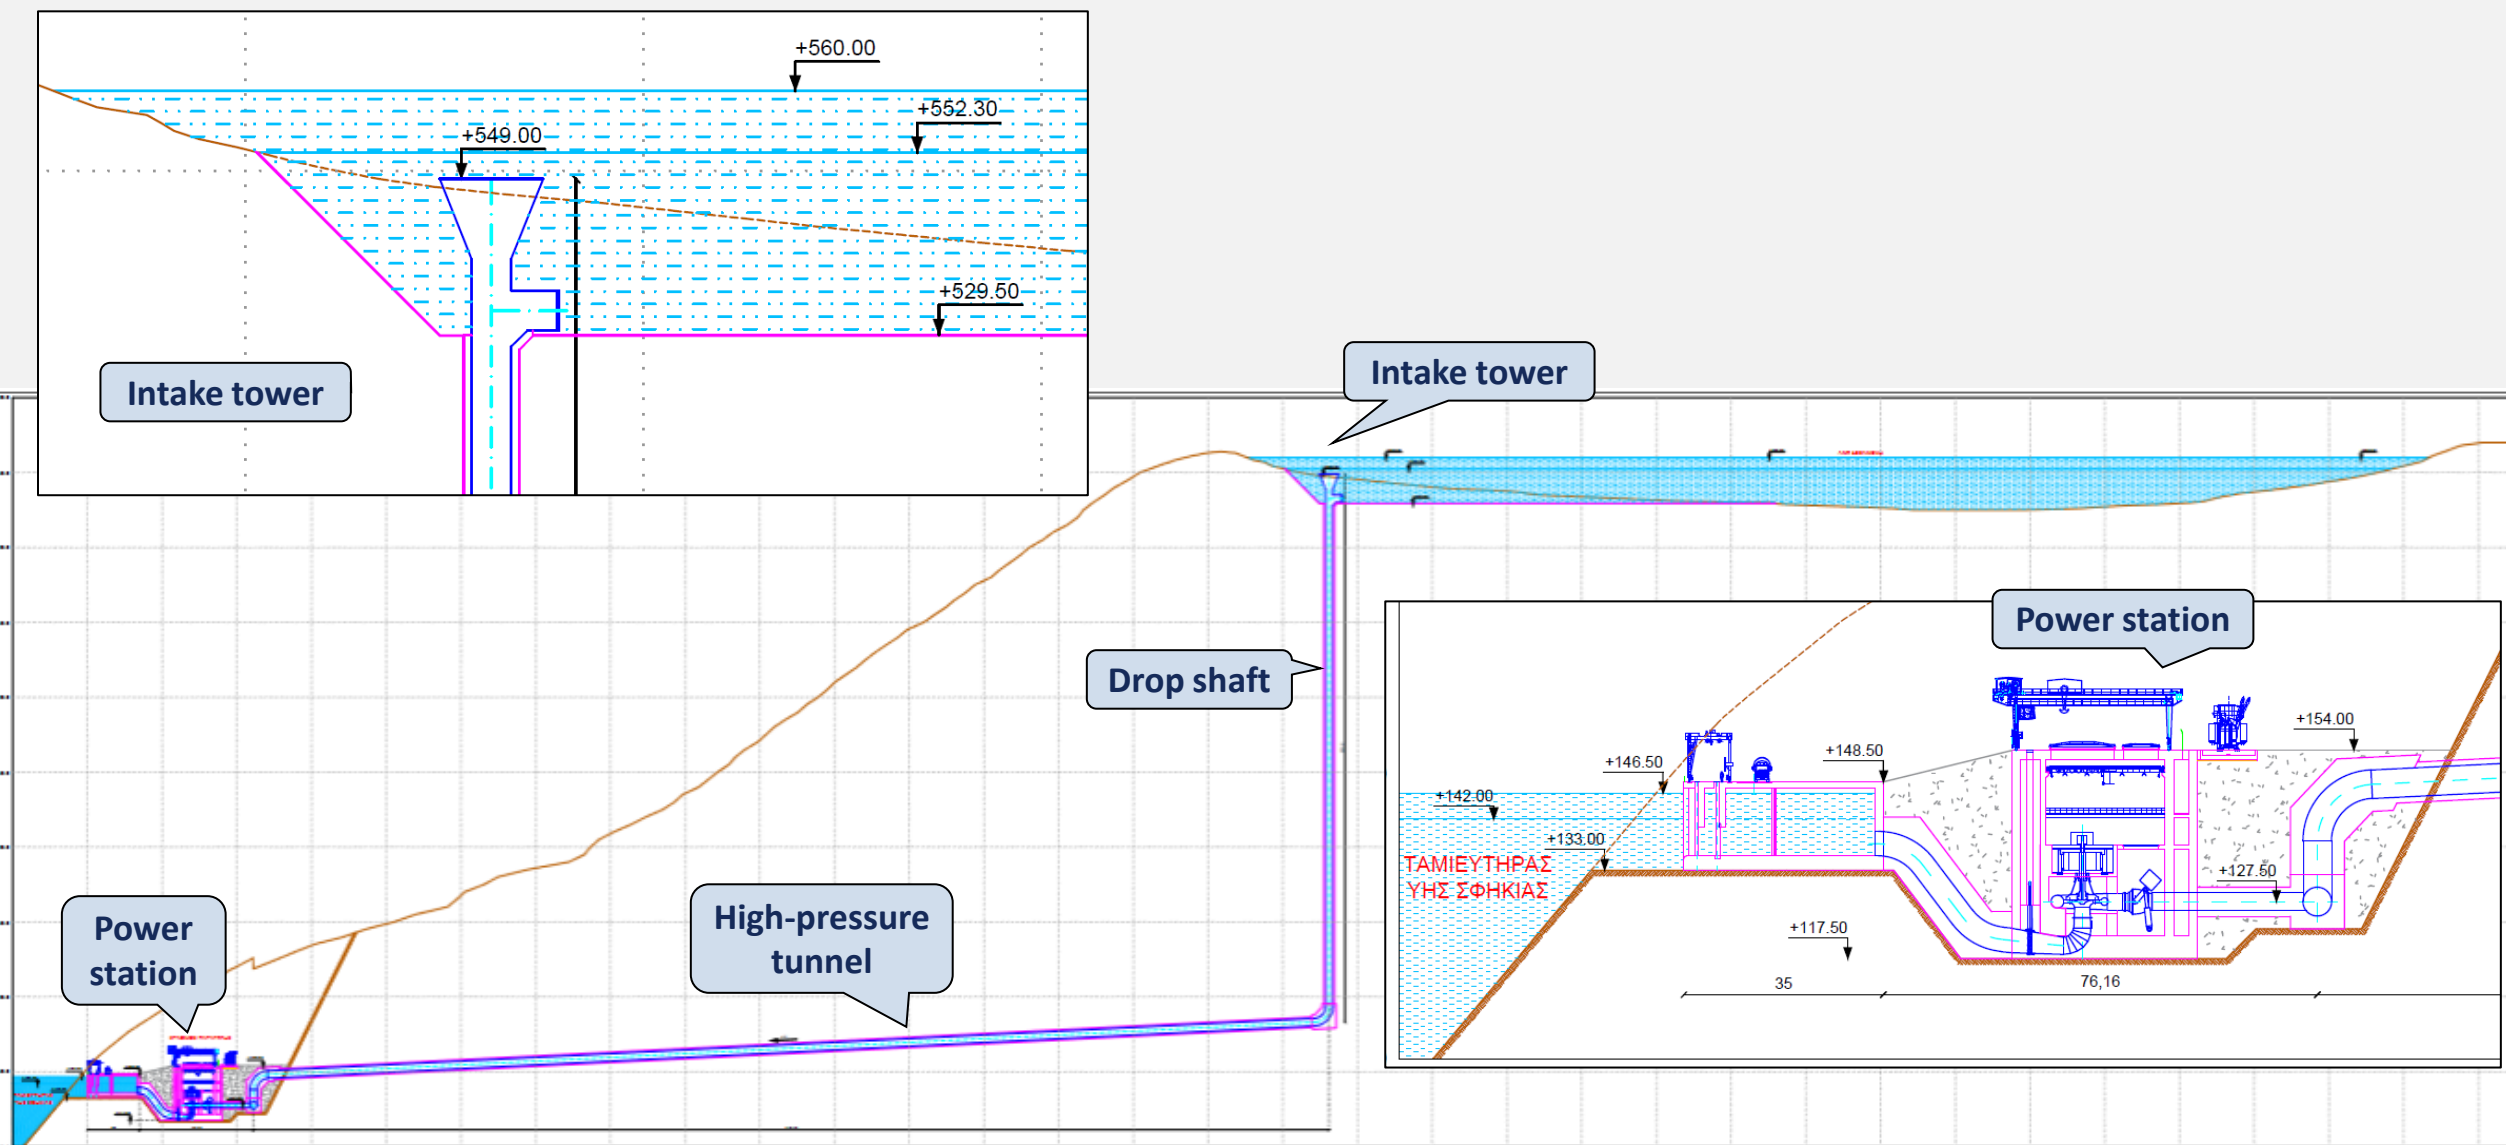 +560.00
+552.30
+549.00
+529.50
Intake tower
Intake tower
Drop shaft
Power station
+154.00
+148.50
+146.50
+142.00
+133.00
ΤΑΜΙΕΥΤΗΡΑΣ
ΥΗΣ ΣΦΗΚΙΑΣ
+127.50
+117.50
35
76,16
High-pressure
tunnel
Power
station